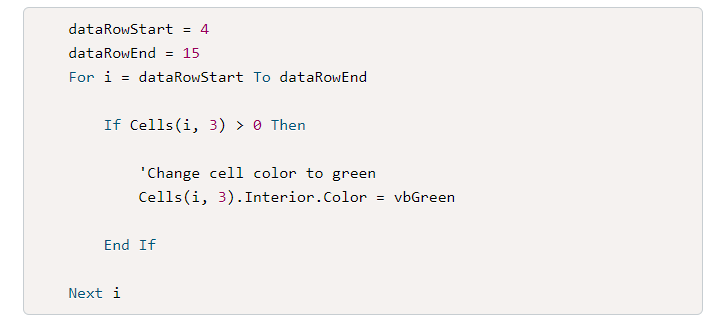 dataRowStart = 4
dataRowEnd = 15
For i = dataRowStart To dataRowEnd
If Cells(i, 3) > 0 Then
'Change cell color to green
Cells(i, 3).Interior.Color = vbGreen
End If
Next i